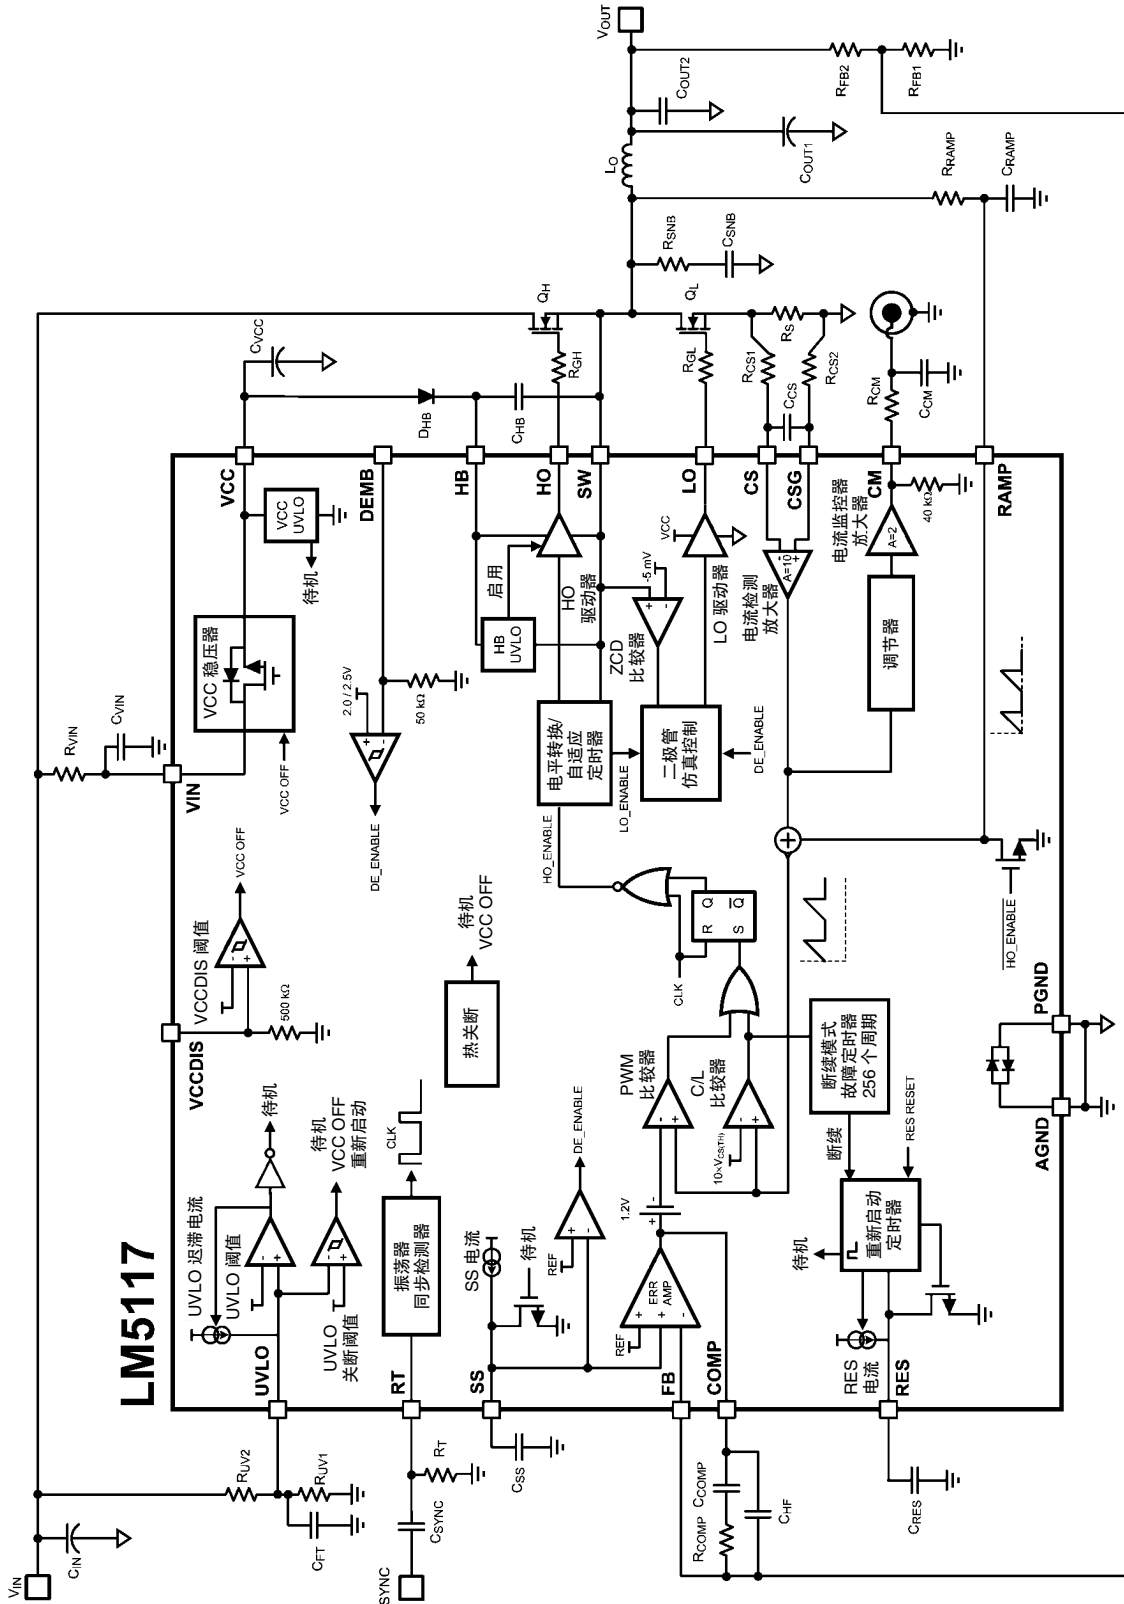 LM5117
VIN
CIN
RUV2
RUV1
CFT
UVLO
UVLO 迟滞电流
UVLO 阈值
待机
UVLO
关断阈值
待机
VCC OFF
重新启动
VCCDIS
VCCDIS 阈值
500 kΩ
VCC OFF
VIN
RVIN
CVIN
VCC OFF
VCC 稳压器
VCC
UVLO
待机
VCC
CVCC
SYNC
CSYNC
RT
RT
振荡器
同步检测器
CLK
热关断
待机
VCC OFF
DE_ENABLE
2.0 / 2.5V
50 kΩ
DEMB
DHB
HB
CHB
HB
UVLO
启用
HO
驱动器
HO
RGH
QH
SW
CSS
SS
SS 电流
待机
REF
DE_ENABLE
HO_ENABLE
电平转换/
自适应
定时器
LO_ENABLE
ZCD
比较器
-5 mV
二极管
仿真控制
DE_ENABLE
VCC
LO 驱动器
LO
RGL
QL
RSNB
CSNB
LO
COUT1
COUT2
VOUT
RFB2
RFB1
FB
REF
ERR
AMP
1.2V
COMP
RCOMP
CCOMP
CHF
PWM
比较器
C/L
比较器
10×VCS(TH)
CLK
R
Q
S
Q
电流检测
放大器
A=10
CS
CSG
RCS1
CCS
RCS2
RS
电流监控器
放大器
A=2
调节器
40 kΩ
CM
RCM
CCM
RAMP
RRAMP
CRAMP
HO_ENABLE
断续模式
故障定时器
256 个周期
断续
RES RESET
重新启动
定时器
待机
RES
电流
RES
CRES
AGND
PGND